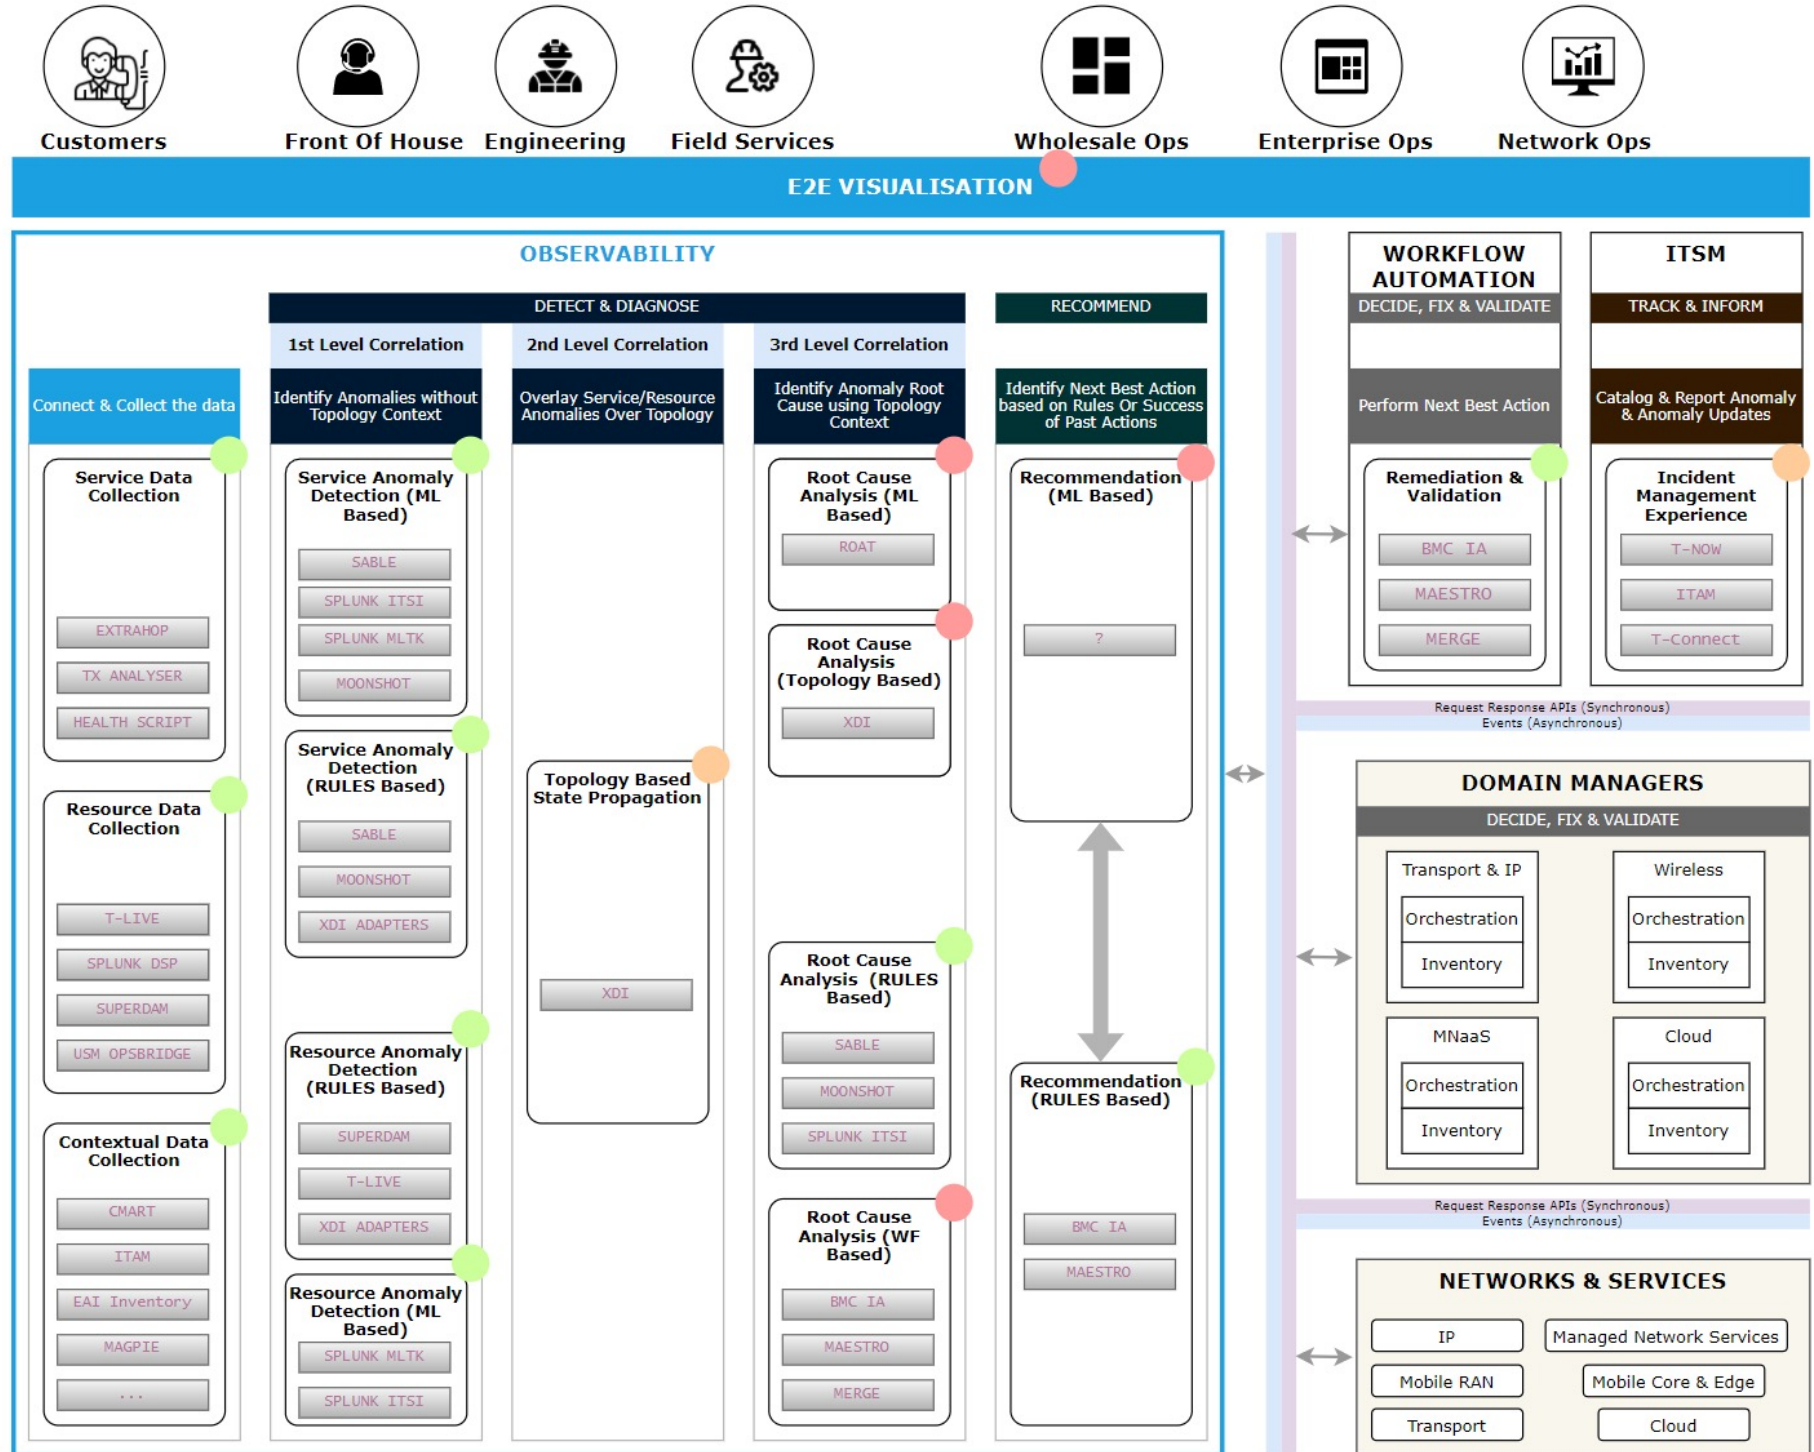 Customers
Front Of House
Engineering
Field Services
Wholesale Ops
Enterprise Ops
Network Ops
E2E VISUALISATION
OBSERVABILITY
DETECT & DIAGNOSE
RECOMMEND
1st Level Correlation
2nd Level Correlation
3rd Level Correlation
Connect & Collect the data
Identify Anomalies without
Topology Context
Overlay Service/Resource
Anomalies Over Topology
Identify Anomaly Root
Cause using Topology
Context
Identify Next Best Action
based on Rules Or Success
of Past Actions
Service Data
Collection
EXTRAHOP
TX ANALYSER
HEALTH SCRIPT
Resource Data
Collection
T-LIVE
SPLUNK DSP
SUPERDAM
USM OPSBRIDGE
Contextual Data
Collection
CMART
ITAM
EAI Inventory
MAGPIE
...
Service Anomaly
Detection (ML
Based)
SABLE
SPLUNK ITSI
SPLUNK MLTK
MOONSHOT
Service Anomaly
Detection
(RULES Based)
SABLE
MOONSHOT
XDI ADAPTERS
Resource Anomaly
Detection
(RULES Based)
SUPERDAM
T-LIVE
XDI ADAPTERS
Resource Anomaly
Detection (ML
Based)
SPLUNK MLTK
SPLUNK ITSI
Topology Based
State Propagation
XDI
Root Cause
Analysis (ML
Based)
ROAT
Root Cause
Analysis
(Topology Based)
XDI
Root Cause
Analysis (RULES
Based)
SABLE
MOONSHOT
SPLUNK ITSI
Root Cause
Analysis (WF
Based)
BMC IA
MAESTRO
MERGE
Recommendation
(ML Based)
?
Recommendation
(RULES Based)
BMC IA
MAESTRO
WORKFLOW
AUTOMATION
DECIDE, FIX & VALIDATE
Perform Next Best Action
Remediation &
Validation
BMC IA
MAESTRO
MERGE
ITSM
TRACK & INFORM
Catalog & Report Anomaly
& Anomaly Updates
Incident
Management
Experience
T-NOW
ITAM
T-Connect
Request Response APIs (Synchronous)
Events (Asynchronous)
DOMAIN MANAGERS
DECIDE, FIX & VALIDATE
Transport & IP
Orchestration
Inventory
Wireless
Orchestration
Inventory
MNaaS
Orchestration
Inventory
Cloud
Orchestration
Inventory
Request Response APIs (Synchronous)
Events (Asynchronous)
NETWORKS & SERVICES
IP
Managed Network Services
Mobile RAN
Mobile Core & Edge
Transport
Cloud